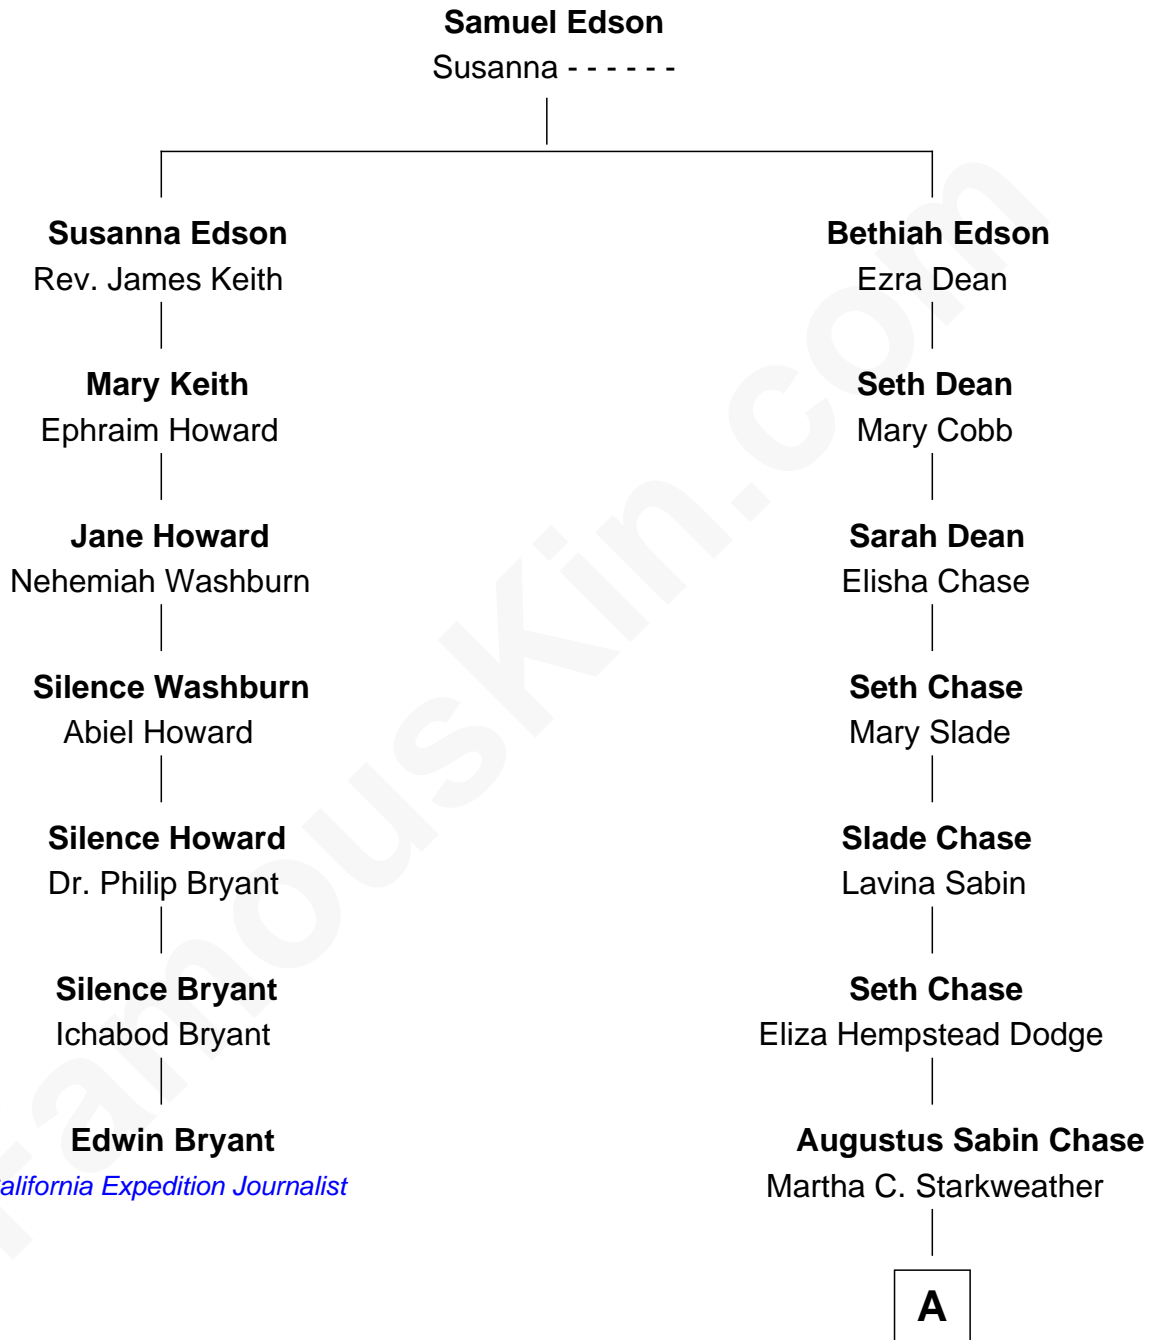 Samuel Edson
Susanna - - - - - -
Susanna Edson
Rev. James Keith
Bethiah Edson
Ezra Dean
Mary Keith
Ephraim Howard
Seth Dean
Mary Cobb
Jane Howard
Nehemiah Washburn
Sarah Dean
Elisha Chase
Silence Washburn
Abiel Howard
Seth Chase
Mary Slade
Silence Howard
Dr. Philip Bryant
Slade Chase
Lavina Sabin
Silence Bryant
Ichabod Bryant
Seth Chase
Eliza Hempstead Dodge
Edwin Bryant
alifornia Expedition Journalist
Augustus Sabin Chase
Martha C. Starkweather
A
FamousKin.com